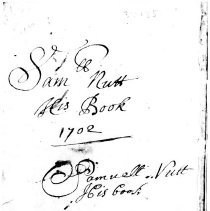 Sam Nutt
His Book
1702
Samuell Nutt
His book